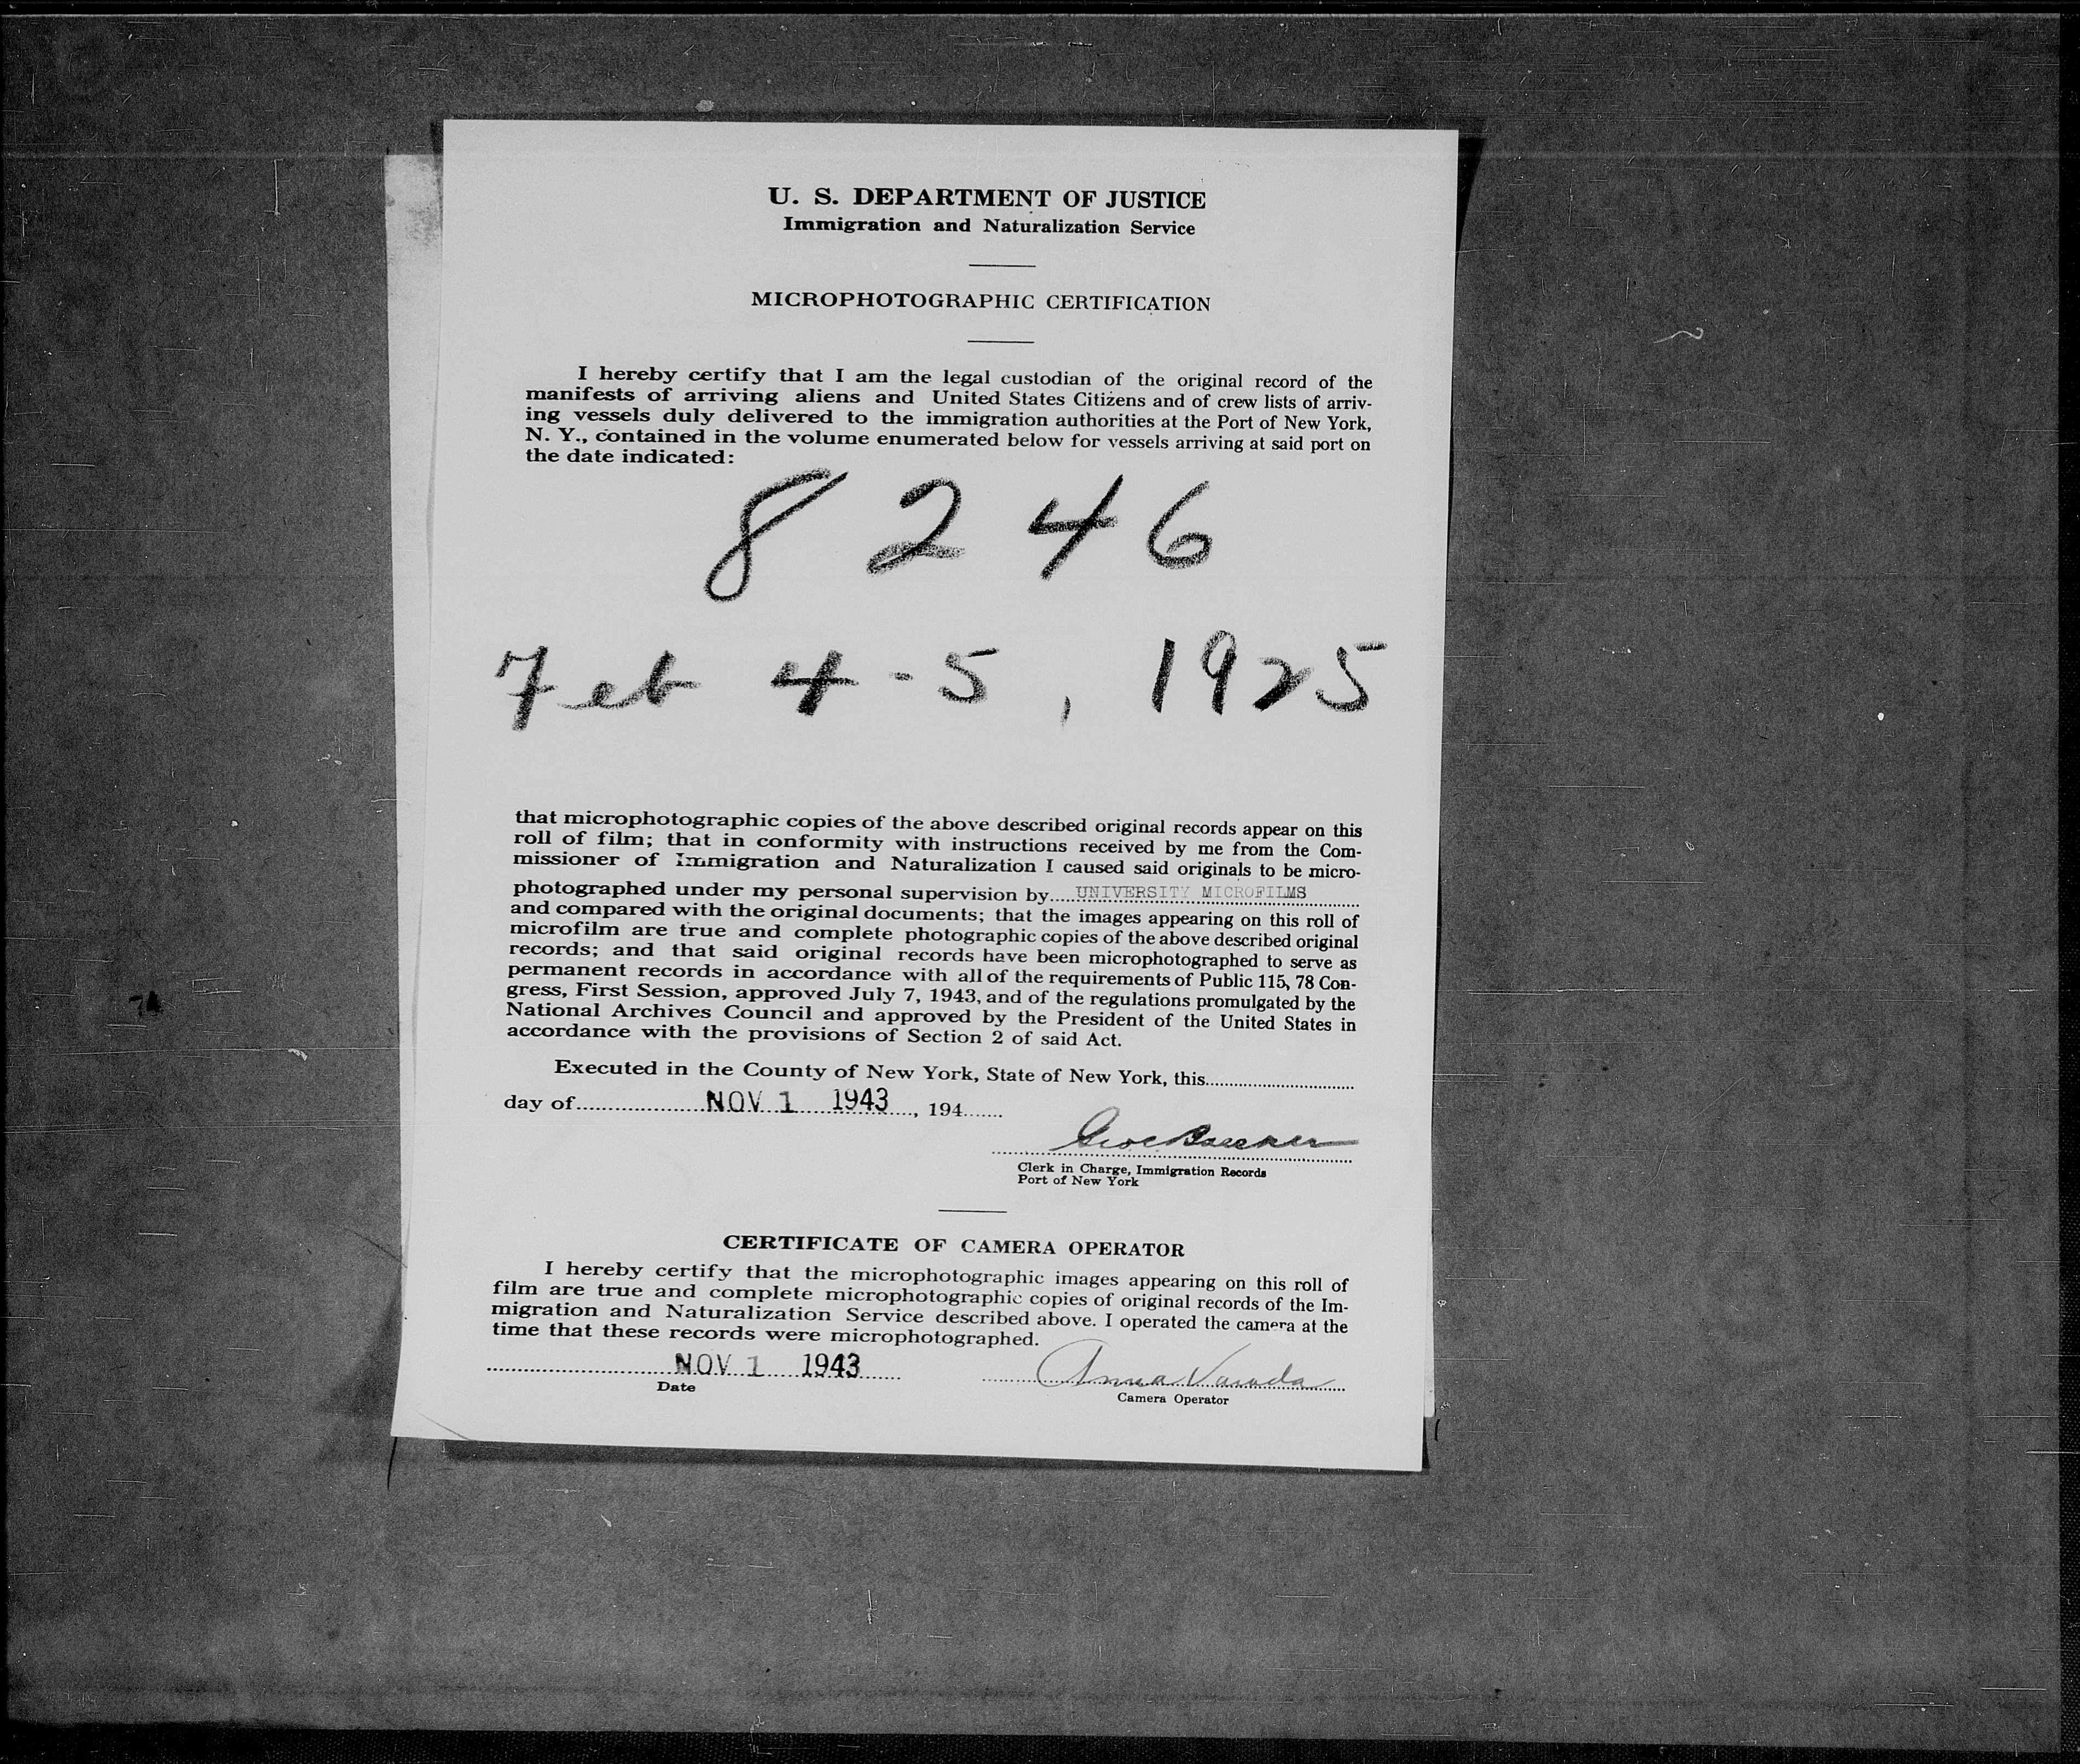 U. S. DEPARTMENT OF JUSTICE
Immigration and Naturalization Service
MICROPHOTOGRAPHIC CERTIFICATION
I hereby certify that I am the legal custodian of the original record of the
manifests of arriving aliens and United States Citizens and of crew lists of arriv-
ing vessels duly delivered to the immigration authorities at the Port of New York,
N. Y., contained in the volume enumerated below for vessels arriving at said port on
the date indicated:
8 2 4 6
Feb 4 - 5, 1925
that microphotographic copies of the above described original records appear on this
roll of film; that in conformity with instructions received by me from the Com-
missioner of Immigration and Naturalization I caused said originals to be micro-
photographed under my personal supervision by.....UNIVERSITY MICROFILMS
and compared with the original documents; that the images appearing on this roll of
microfilm are true and complete photographic copies of the above described original
records; and that said original records have been microphotographed to serve as
permanent records in accordance with all of the requirements of Public 115, 78 Con-
gress, First Session, approved July 7, 1943, and of the regulations promulgated by the
National Archives Council and approved by the President of the United States in
accordance with the provisions of Section 2 of said Act.
Executed in the County of New York, State of New York, this..............................
day of..........................NOV 1 1943......, 194.......
Clerk in Charge, Immigration Records
Port of New York
CERTIFICATE OF CAMERA OPERATOR
I hereby certify that the microphotographic images appearing on this roll of
film are true and complete microphotographic copies of original records of the Im-
migration and Naturalization Service described above. I operated the camera at the
time that these records were microphotographed.
NOV 1 1943
Anna
Date
Camera Operator